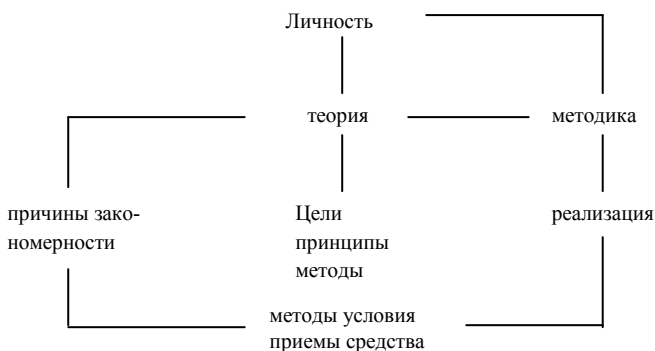 Личность
теория
методика
причины зако-
номерности
Цели
принципы
методы
реализация
методы условия
приемы средства